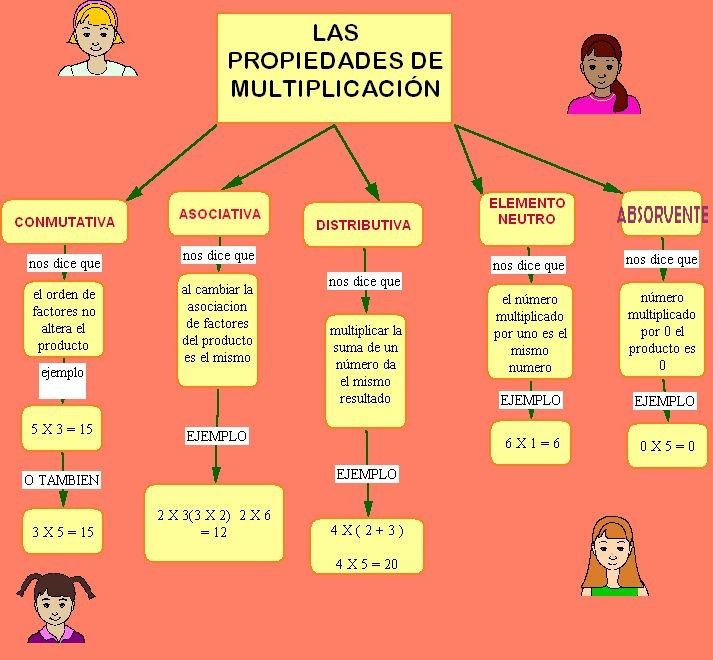 LAS
PROPIEDADES DE
MULTIPLICACIÓN
CONMUTATIVA
nos dice que
el orden de
factores no
altera el
producto
ejemplo
5 X 3 = 15
O TAMBIEN
3 X 5 = 15
ASOCIATIVA
nos dice que
al cambiar la
asociacion
de factores
del producto
es el mismo
EJEMPLO
2 X 3(3 X 2)  2 X 6
= 12
DISTRIBUTIVA
nos dice que
multiplicar la
suma de un
número da
el mismo
resultado
EJEMPLO
4 X ( 2 + 3 )
4 X 5 = 20
ELEMENTO
NEUTRO
nos dice que
el número
multiplicado
por uno es el
mismo
numero
EJEMPLO
6 X 1 = 6
ABSORVENTE
nos dice que
número
multiplicado
por 0 el
producto es
0
EJEMPLO
0 X 5 = 0